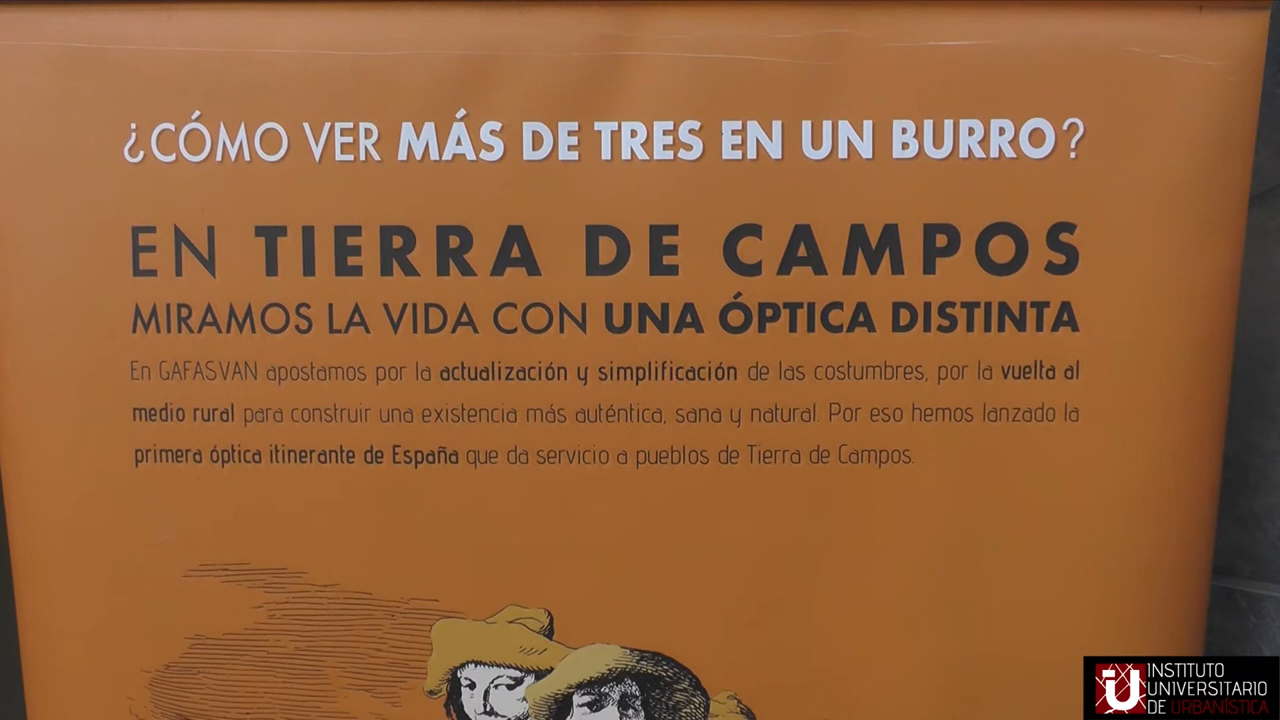 ¿CÓMO VER MÁS DE TRES EN UN BURRO?
EN TIERRA DE CAMPOS
MIRAMOS LA VIDA CON UNA ÓPTICA DISTINTA
En GAFASVAN apostamos por la actualización y simplificación de las costumbres, por la vuelta al
medio rural para construir una existencia más auténtica, sana y natural. Por eso hemos lanzado la
primera óptica itinerante de España que da servicio a pueblos de Tierra de Campos.
IU
INSTITUTO
UNIVERSITARIO
DE URBANÍSTICA